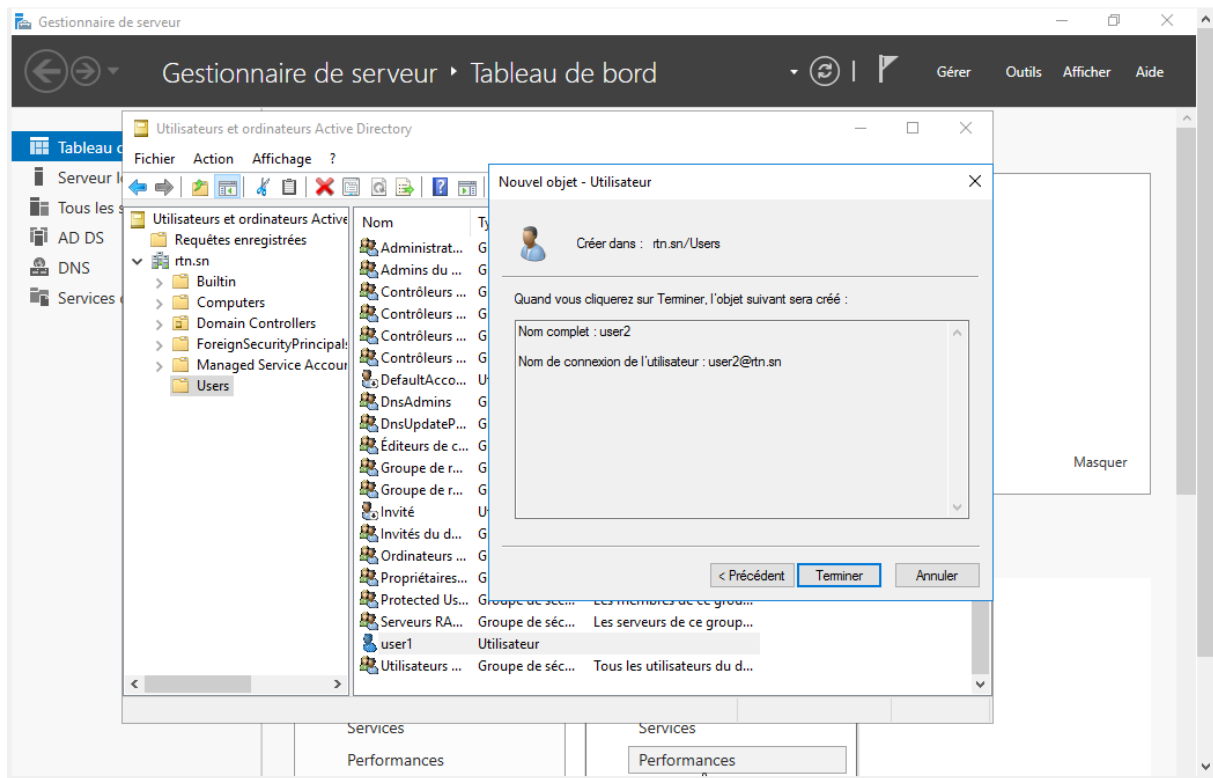 Gestionnaire de serveur
Gestionnaire de serveur ‣ Tableau de bord
Gérer Outils Afficher Aide
Tableau
Serveur
Tous les
AD DS
DNS
Services
Utilisateurs et ordinateurs Active Directory
Fichier Action Affichage ?
Utilisateurs et ordinateurs Active
Requêtes enregistrées
rtn.sn
Builtin
Computers
Domain Controllers
ForeignSecurityPrincipal
Managed Service Accour
Users
Nom
Administrat... G
Admins du ... G
Contrôleurs ... G
Contrôleurs ... G
Contrôleurs ... G
Contrôleurs ... G
DefaultAcco... U
DnsAdmins G
DnsUpdateP... G
Éditeurs de c... G
Groupe de r... G
Groupe de r... G
Invité U
Invités du d... G
Ordinateurs ... G
Propriétaires... G
Protected Us... Groupe de séc... Les membres de ce grou...
Serveurs RA... Groupe de séc... Les serveurs de ce group...
user1 Utilisateur
Utilisateurs ... Groupe de séc... Tous les utilisateurs du d...
Nouvel objet - Utilisateur
Créer dans : rtn.sn/Users
Quand vous cliquerez sur Terminer, l'objet suivant sera créé :
Nom complet : user2
Nom de connexion de l'utilisateur : user2@rtn.sn
< Précédent Terminer Annuler
Masquer
Services Services
Performances Performances